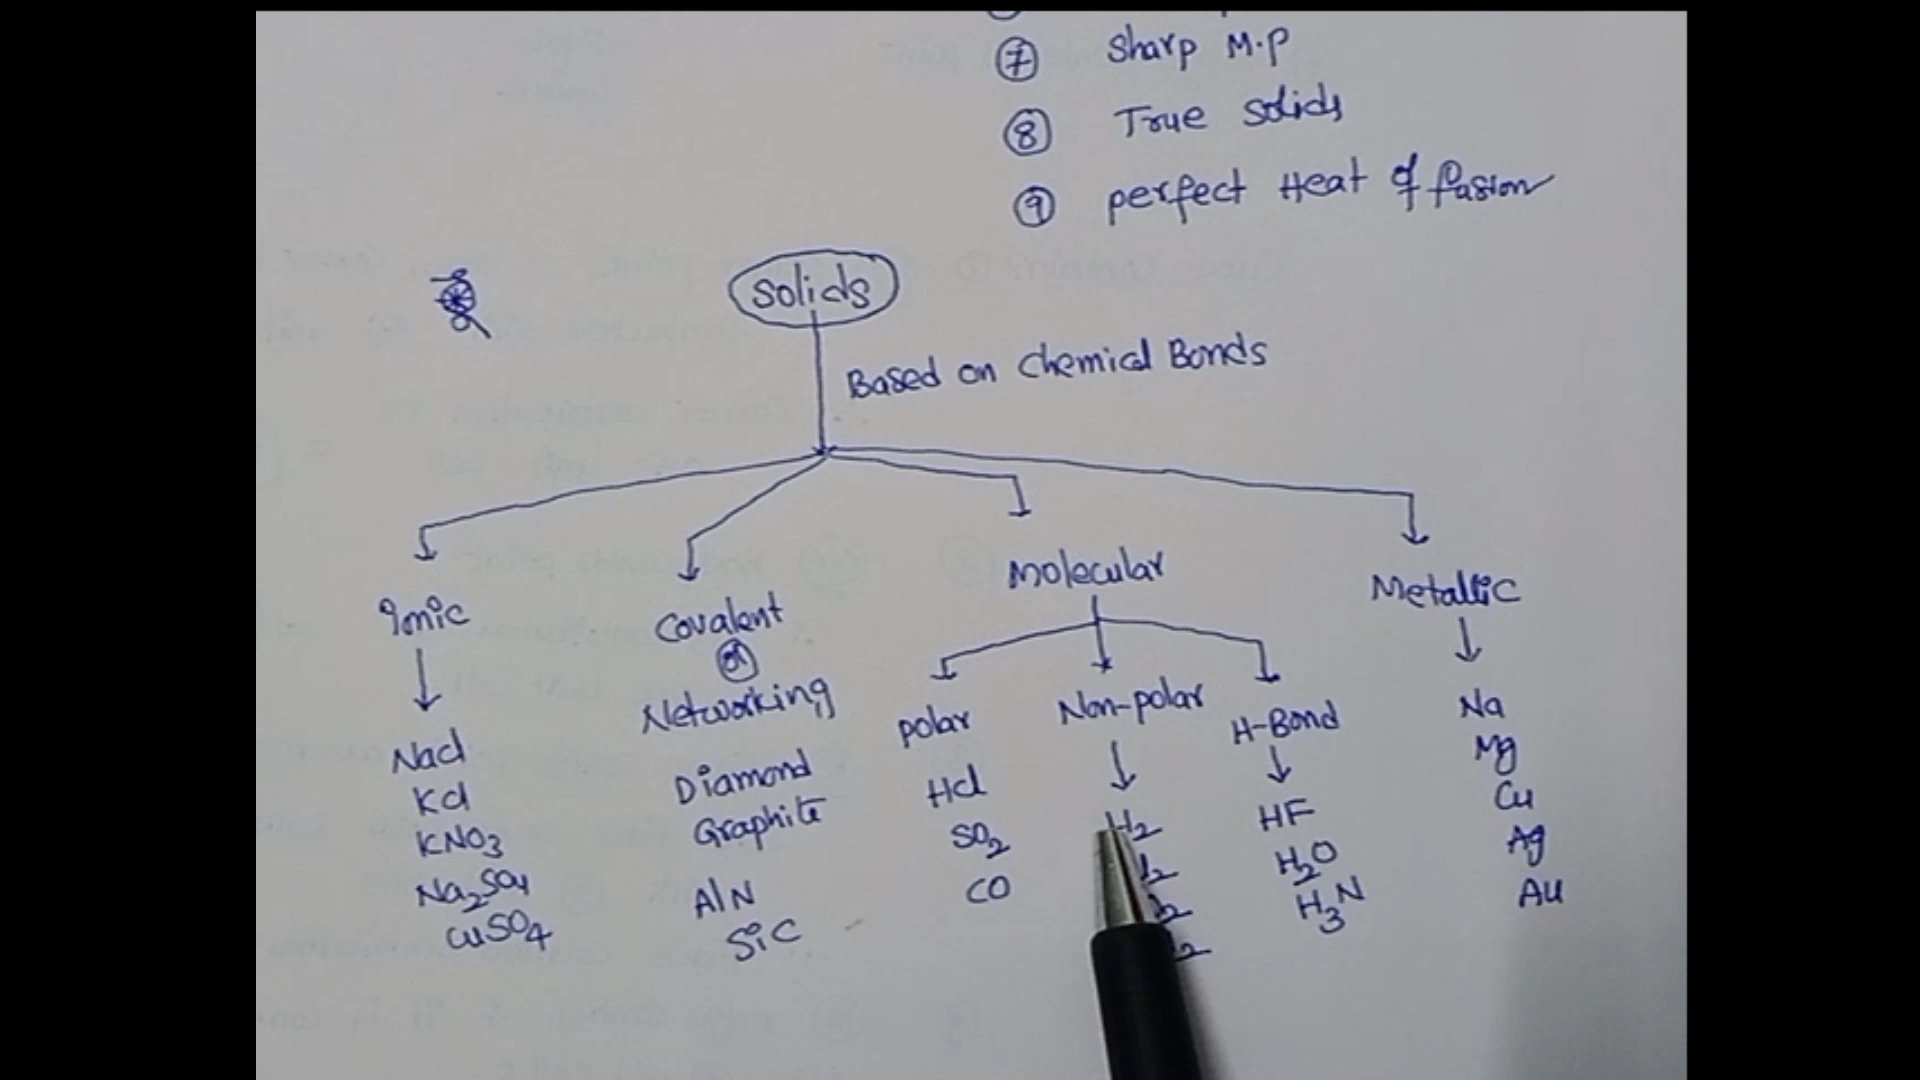 7 Sharp M.P
8 True Solids
9 perfect Heat of fusion
Solids
Based on Chemical Bonds
ionic
Covalent
or
Networking
Molecular
Metallic
polar
Non-polar
H-Bond
NaCl
KCl
KNO3
Na2SO4
CuSO4
Diamond
Graphite
AlN
SiC
HCl
SO2
CO
H2
HF
H2O
H3N
Na
Mg
Cu
Ag
Au